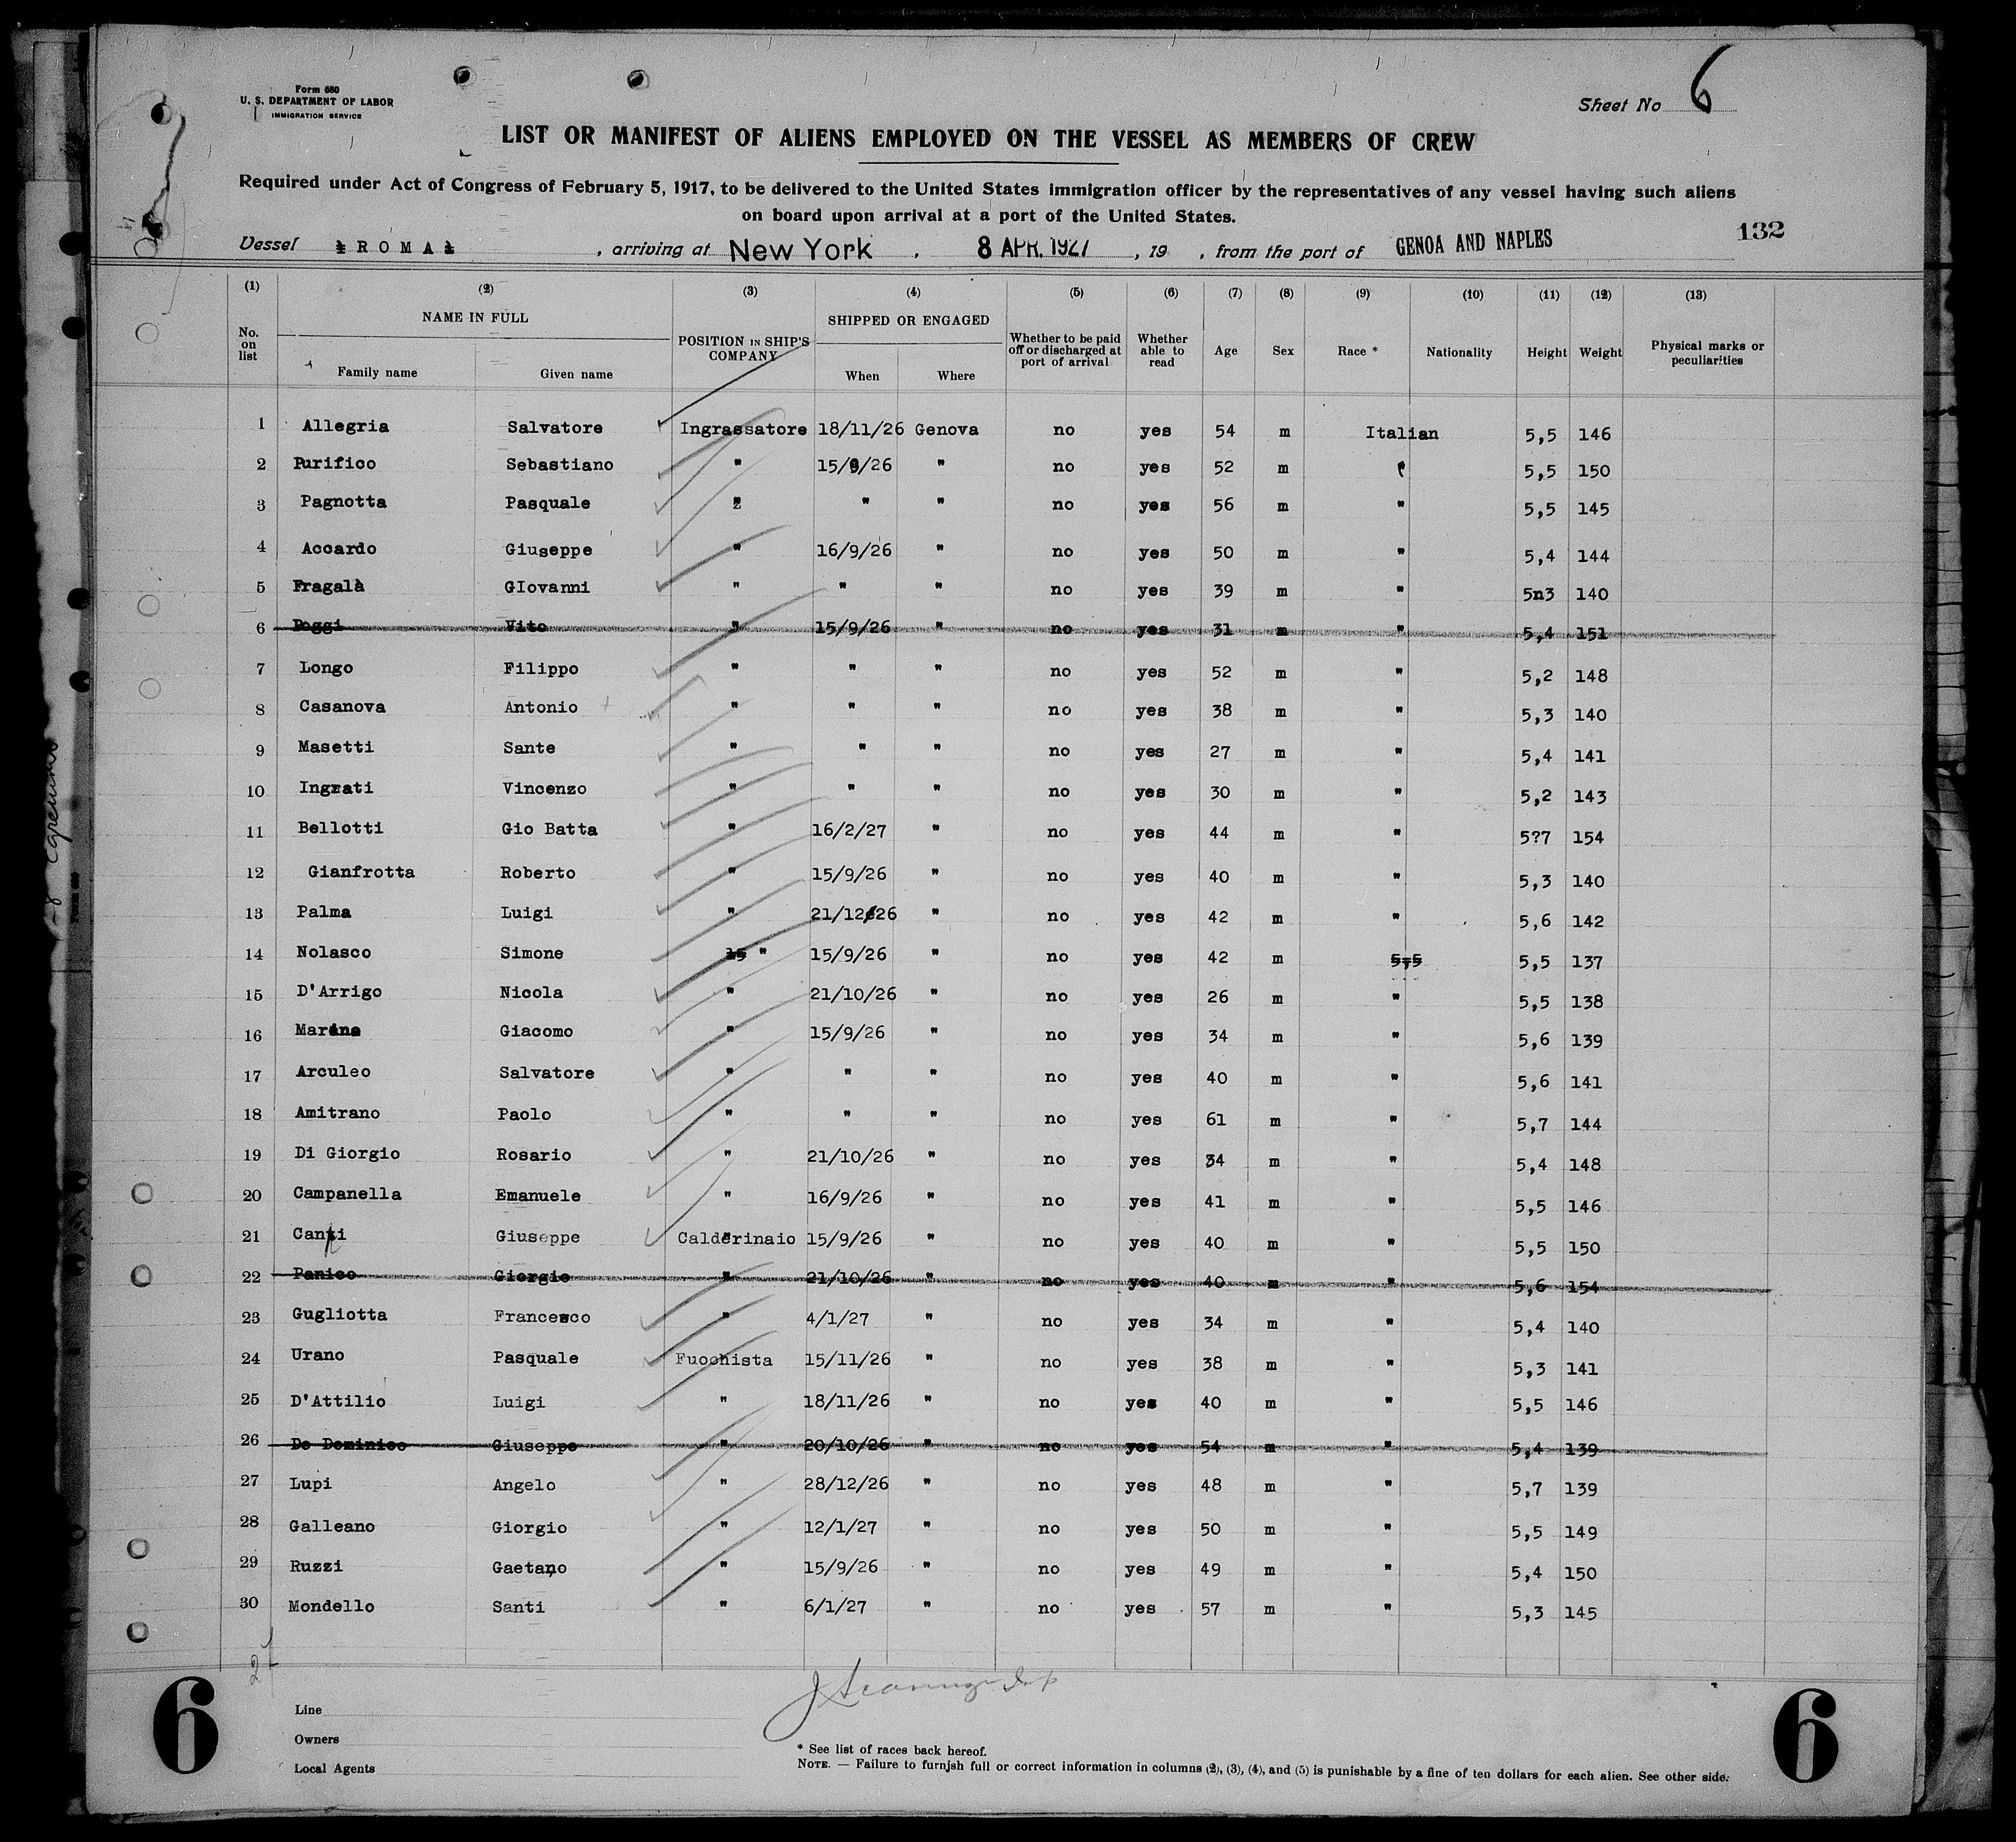 Form 680
U. S. DEPARTMENT OF LABOR
IMMIGRATION SERVICE
Sheet No 6
LIST OR MANIFEST OF ALIENS EMPLOYED ON THE VESSEL AS MEMBERS OF CREW
Required under Act of Congress of February 5, 1917, to be delivered to the United States immigration officer by the representatives of any vessel having such aliens
on board upon arrival at a port of the United States.
132
Vessel ROMA , arriving at New York , 8 APR. 1927 , 19 , from the port of GENOA AND NAPLES
(1) (2) (3) (4) (5) (6) (7) (8) (9) (10) (11) (12) (13)
No. on list NAME IN FULL Family name Given name POSITION IN SHIP'S COMPANY SHIPPED OR ENGAGED When Where Whether to be paid off or discharged at port of arrival Whether able to read Age Sex Race * Nationality Height Weight Physical marks or peculiarities
1 Allegria Salvatore Ingrassatore 18/11/26 Genova no yes 54 m Italian 5,5 146
2 Purifico Sebastiano " 15/9/26 " no yes 52 m " 5,5 150
3 Pagnotta Pasquale " " " no yes 56 m " 5,5 145
4 Accardo Giuseppe " 16/9/26 " no yes 50 m " 5,4 144
5 Fragalà GIovanni " " " no yes 39 m " 5n3 140
6 Poggi Vito " 15/9/26 " no yes 31 m " 5,4 151
7 Longo Filippo " " " no yes 52 m " 5,2 148
8 Casanova Antonio " " " no yes 38 m " 5,3 140
9 Masetti Sante " " " no yes 27 m " 5,4 141
10 Ingrati Vincenzo " " " no yes 30 m " 5,2 143
11 Bellotti Gio Batta " 16/2/27 " no yes 44 m " 5?7 154
12 Gianfrotta Roberto " 15/9/26 " no yes 40 m " 5,3 140
13 Palma Luigi " 21/12/26 " no yes 42 m " 5,6 142
14 Nolasco Simone 15 " 15/9/26 " no yes 42 m 5,5 5,5 137
15 D'Arrigo Nicola " 21/10/26 " no yes 26 m " 5,5 138
16 Giacomo " 15/9/26 " no yes 34 m " 5,6 139
17 Arculeo Salvatore " " " no yes 40 m " 5,6 141
18 Amitrano Paolo " " " no yes 61 m " 5,7 144
19 Di Giorgio Rosario " 21/10/26 " no yes 34 m " 5,4 148
20 Campanella Emanuele " 16/9/26 " no yes 41 m " 5,5 146
21 Canti Giuseppe Calderinaio 15/9/26 " no yes 40 m " 5,5 150
22 Panico Giorgio " 21/10/26 " no yes 40 m " 5,6 154
23 Gugliotta Francesco " 4/1/27 " no yes 34 m " 5,4 140
24 Urano Pasquale Fuochista 15/11/26 " no yes 38 m " 5,3 141
25 D'Attilio Luigi " 18/11/26 " no yes 40 m " 5,5 146
26 De Dominico Giuseppe " 20/10/26 " no yes 54 m " 5,4 139
27 Lupi Angelo " 28/12/26 " no yes 48 m " 5,7 139
28 Galleano Giorgio " 12/1/27 " no yes 50 m " 5,5 149
29 Ruzzi Gaetano " 15/9/26 " no yes 49 m " 5,4 150
30 Mondello Santi " 6/1/27 " no yes 57 m " 5,3 145
6
6
Line
Owners
Local Agents
* See list of races back hereof.
NOTE. — Failure to furnish full or correct information in columns (2), (3), (4), and (5) is punishable by a fine of ten dollars for each alien. See other side.